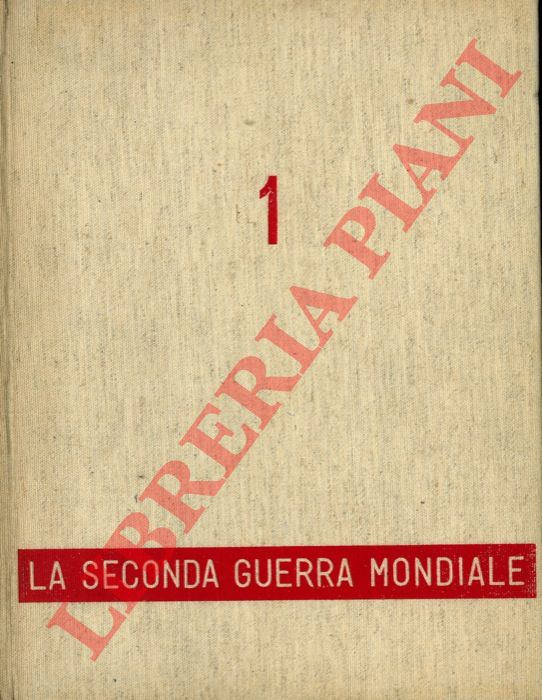 1
LIBRERIA PIANI
LA SECONDA GUERRA MONDIALE